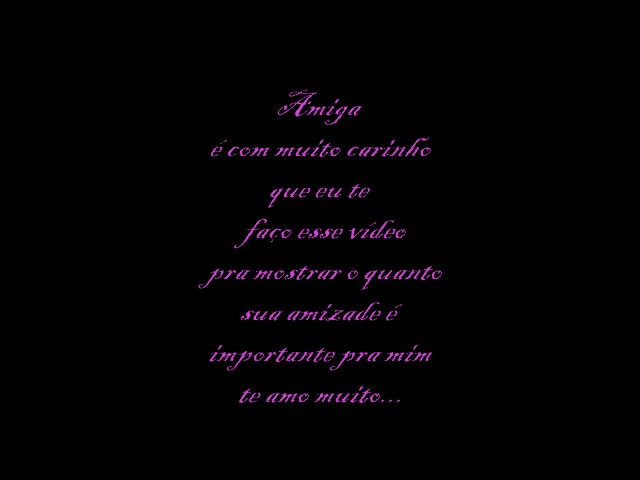 Amiga
é com muito carinho
que eu te
faço esse vídeo
pra mostrar o quanto
sua amizade é
importante pra mim
te amo muito...